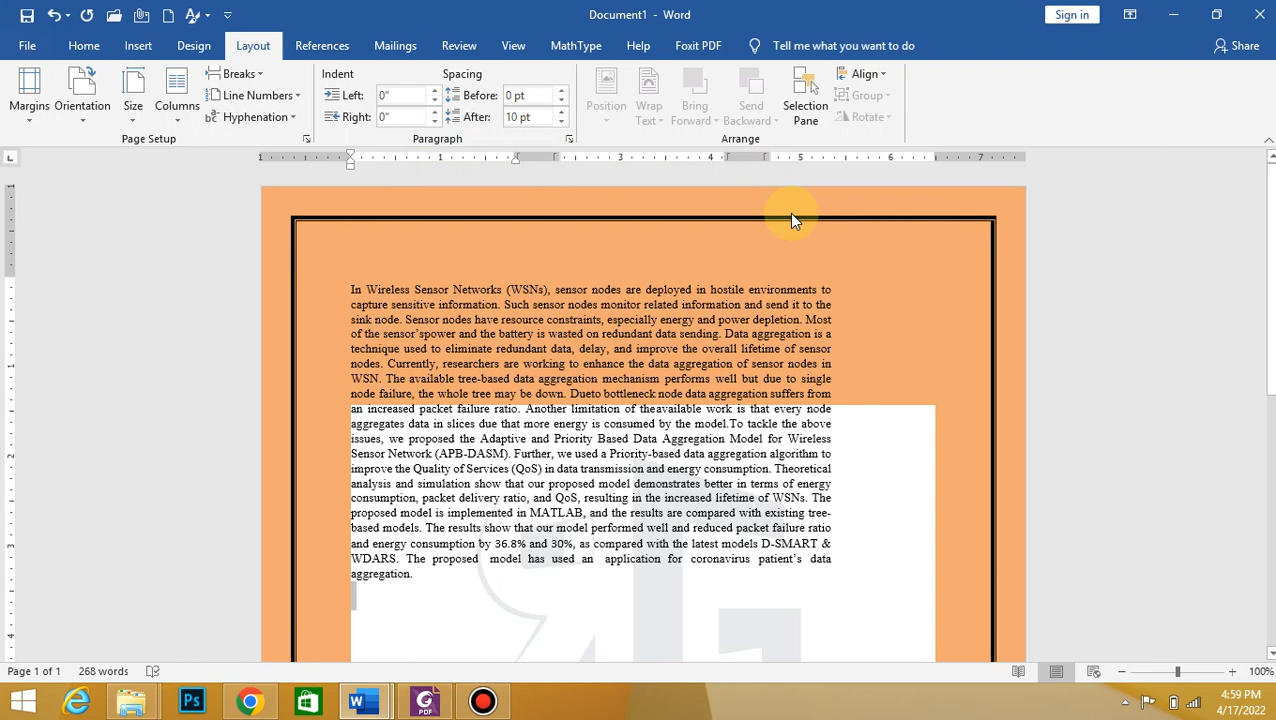 Document1 - Word
Sign in
File Home Insert Design Layout References Mailings Review View MathType Help Foxit PDF Tell me what you want to do Share
Margins Orientation Size Columns
Breaks
Line Numbers
Hyphenation
Page Setup
Indent Spacing
Left: 0" Before: 0 pt
Right: 0" After: 10 pt
Paragraph
Position Wrap Text Bring Forward Send Backward Selection Pane
Align
Group
Rotate
Arrange
1 1 3 4 5 6 7
In Wireless Sensor Networks (WSNs), sensor nodes are deployed in hostile environments to
capture sensitive information. Such sensor nodes monitor related information and send it to the
sink node. Sensor nodes have resource constraints, especially energy and power depletion. Most
of the sensor’spower and the battery is wasted on redundant data sending. Data aggregation is a
technique used to eliminate redundant data, delay, and improve the overall lifetime of sensor
nodes. Currently, researchers are working to enhance the data aggregation of sensor nodes in
WSN. The available tree-based data aggregation mechanism performs well but due to single
node failure, the whole tree may be down. Dueto bottleneck node data aggregation suffers from
an increased packet failure ratio. Another limitation of theavailable work is that every node
aggregates data in slices due that more energy is consumed by the model.To tackle the above
issues, we proposed the Adaptive and Priority Based Data Aggregation Model for Wireless
Sensor Network (APB-DASM). Further, we used a Priority-based data aggregation algorithm to
improve the Quality of Services (QoS) in data transmission and energy consumption. Theoretical
analysis and simulation show that our proposed model demonstrates better in terms of energy
consumption, packet delivery ratio, and QoS, resulting in the increased lifetime of WSNs. The
proposed model is implemented in MATLAB, and the results are compared with existing tree-
based models. The results show that our model performed well and reduced packet failure ratio
and energy consumption by 36.8% and 30%, as compared with the latest models D-SMART &
WDARS. The proposed model has used an application for coronavirus patient’s data
aggregation.
Page 1 of 1 268 words 100%
Ps W PDF
4:59 PM
4/17/2022